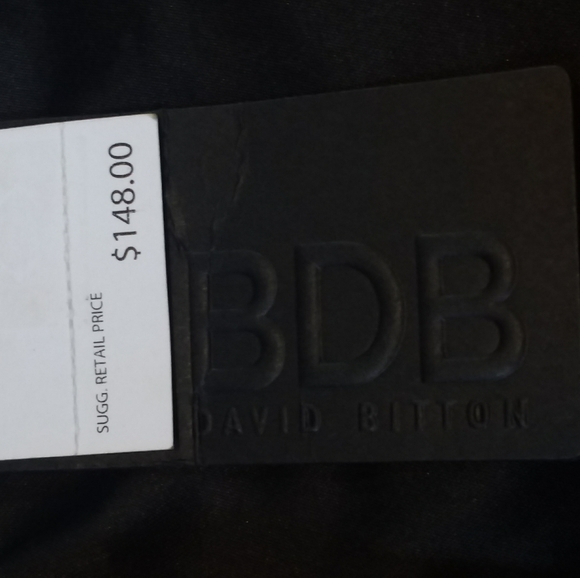 $148.00
SUGG. RETAIL PRICE
BDB
DAVID BITTON